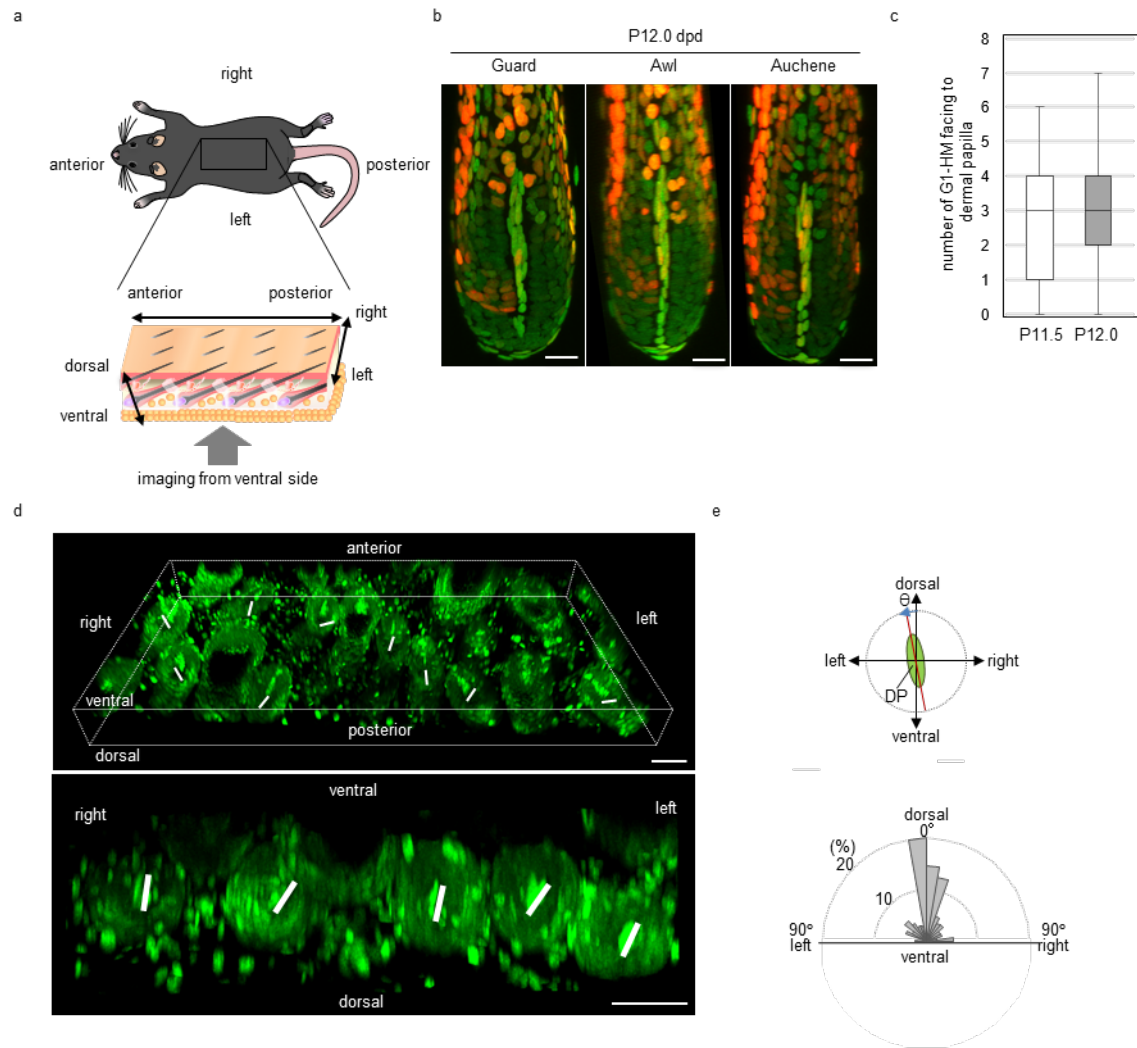 a
right
anterior
posterior
left
anterior
posterior
right
dorsal
left
ventral
imaging from ventral side
b
P12.0 dpd
Guard
Awl
Auchene
c
number of G1-HM facing to
dermal papilla
8
7
6
5
4
3
2
1
0
P11.5
P12.0
d
anterior
right
left
ventral
posterior
dorsal
ventral
right
left
dorsal
e
dorsal
θ
left
right
DP
ventral
dorsal
0°
(%)
20
10
90°
left
90°
right
ventral